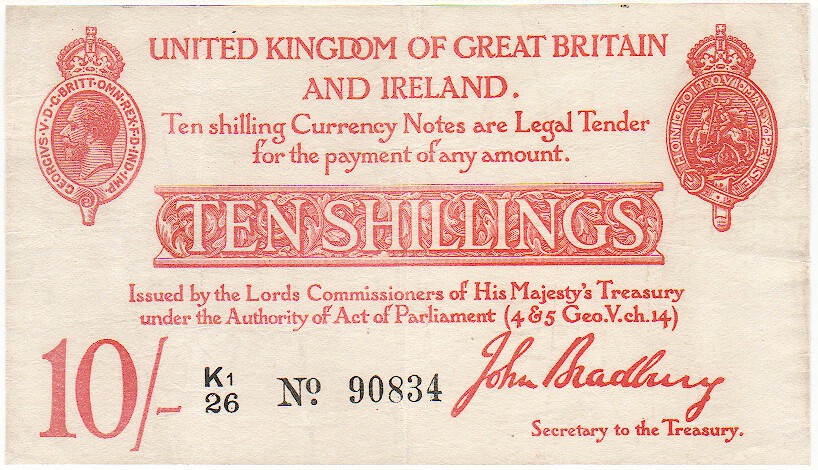 UNITED KINGDOM OF GREAT BRITAIN
AND IRELAND.
GEORGIVS·V·D·G·BRITT·OMN·REX·F·D·IND·IMP·
HONI·SOIT·QVI·MAL·Y·PENSE
Ten shilling Currency Notes are Legal Tender
for the payment of any amount.
TEN SHILLINGS
Issued by the Lords Commissioners of His Majesty's Treasury
under the Authority of Act of Parliament (4 & 5 Geo.V.ch.14)
10/-
K1
26
No 90834
John Bradbury
Secretary to the Treasury.